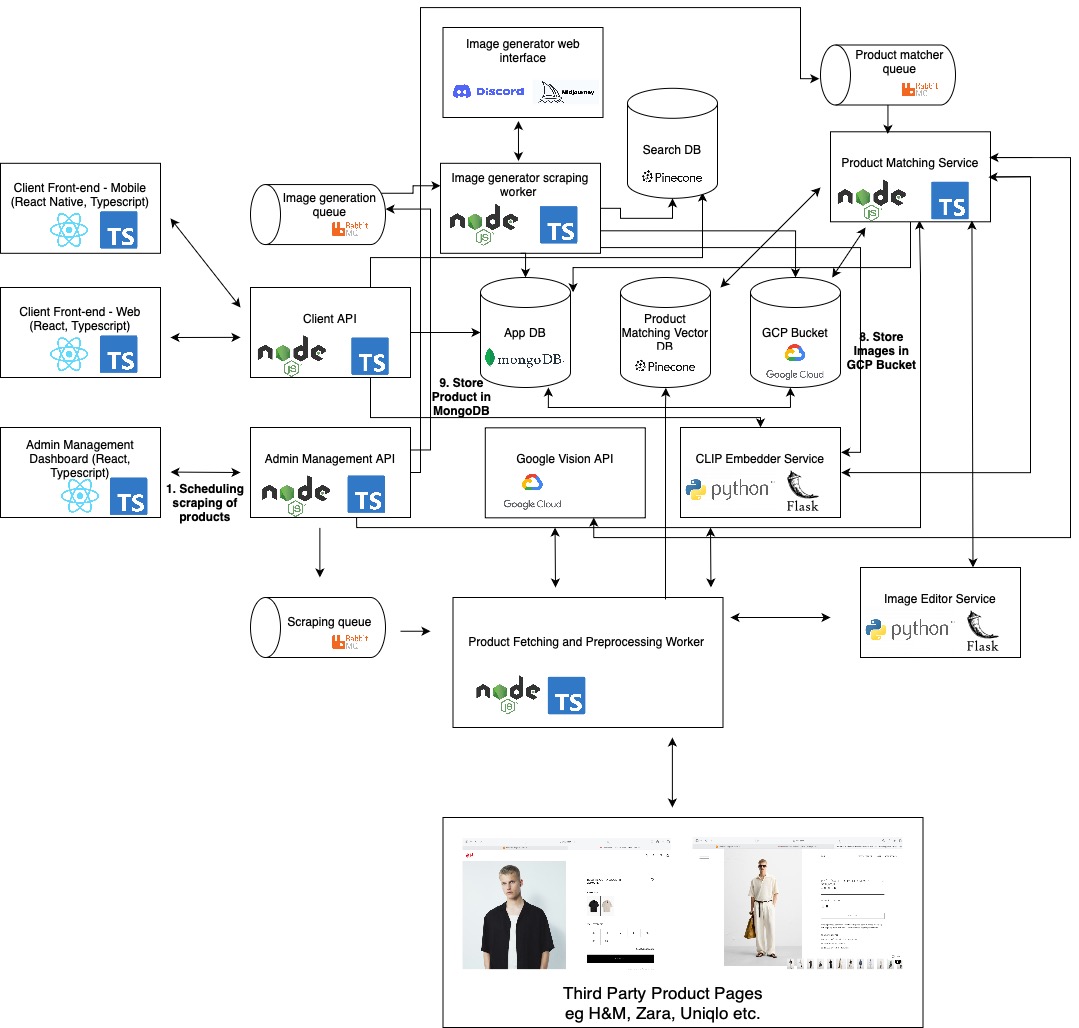 Image generator web
interface
Discord
Midjourney
Product matcher
queue
RabbitMQ
Search DB
Pinecone
Product Matching Service
node
JS
TS
Client Front-end - Mobile
(React Native, Typescript)
TS
Image generation
queue
RabbitMQ
Image generator scraping
worker
node
JS
TS
Client Front-end - Web
(React, Typescript)
TS
Client API
node
JS
TS
App DB
mongoDB
Product
Matching Vector
DB
Pinecone
GCP Bucket
Google Cloud
8. Store
Images in
GCP Bucket
9. Store
Product in
MongoDB
Admin Management
Dashboard (React,
Typescript)
TS
1. Scheduling
scraping of
products
Admin Management API
node
JS
TS
Google Vision API
Google Cloud
CLIP Embedder Service
python
Flask
Scraping queue
RabbitMQ
Product Fetching and Preprocessing Worker
node
JS
TS
Image Editor Service
python
Flask
Third Party Product Pages
eg H&M, Zara, Uniqlo etc.